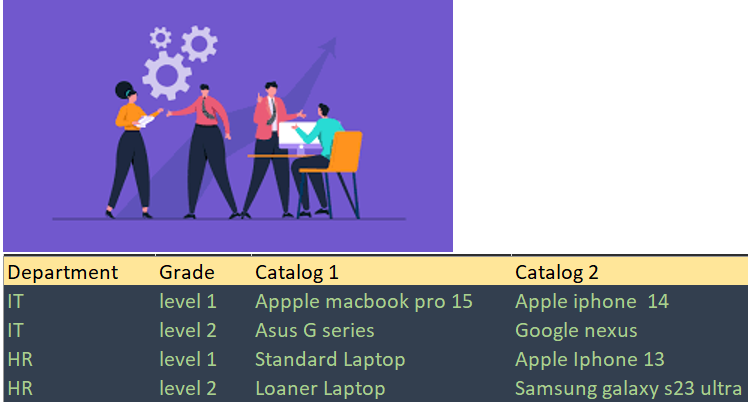 Department Grade Catalog 1 Catalog 2
IT level 1 Appple macbook pro 15 Apple iphone 14
IT level 2 Asus G series Google nexus
HR level 1 Standard Laptop Apple Iphone 13
HR level 2 Loaner Laptop Samsung galaxy s23 ultra